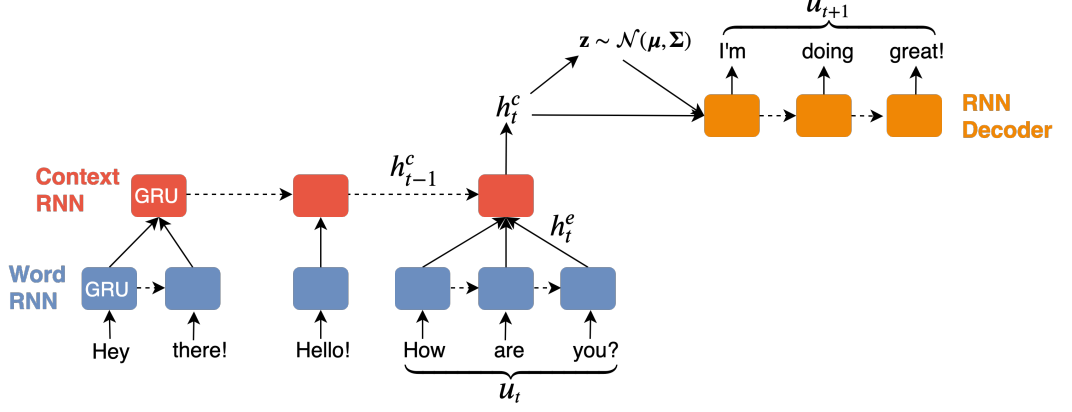 u_{t+1}
z ~ 𝒩(μ, Σ)
I'm doing great!
h_t^c
RNN
Decoder
Context
RNN
GRU
h_{t-1}^c
h_t^e
Word
RNN
GRU
Hey there! Hello! How are you?
u_t